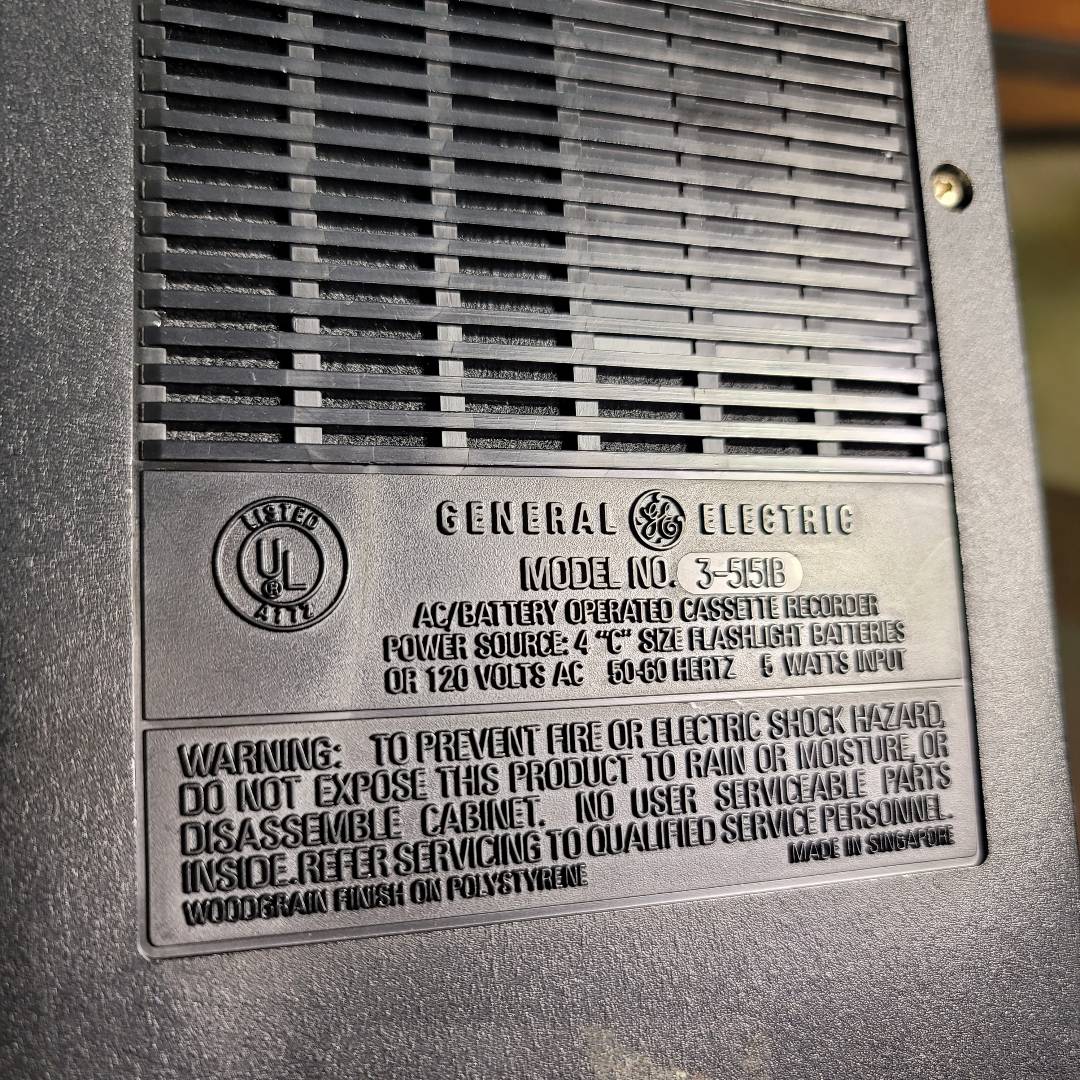 LISTED
UL
®
ATTZ
GENERAL GE ELECTRIC
MODEL NO. 3-5151B
AC/BATTERY OPERATED CASSETTE RECORDER
POWER SOURCE: 4 "C" SIZE FLASHLIGHT BATTERIES
OR 120 VOLTS AC 50-60 HERTZ 5 WATTS INPUT
WARNING: TO PREVENT FIRE OR ELECTRIC SHOCK HAZARD,
DO NOT EXPOSE THIS PRODUCT TO RAIN OR MOISTURE, OR
DISASSEMBLE CABINET. NO USER SERVICEABLE PARTS
INSIDE. REFER SERVICING TO QUALIFIED SERVICE PERSONNEL.
WOODGRAIN FINISH ON POLYSTYRENE
MADE IN SINGAPORE